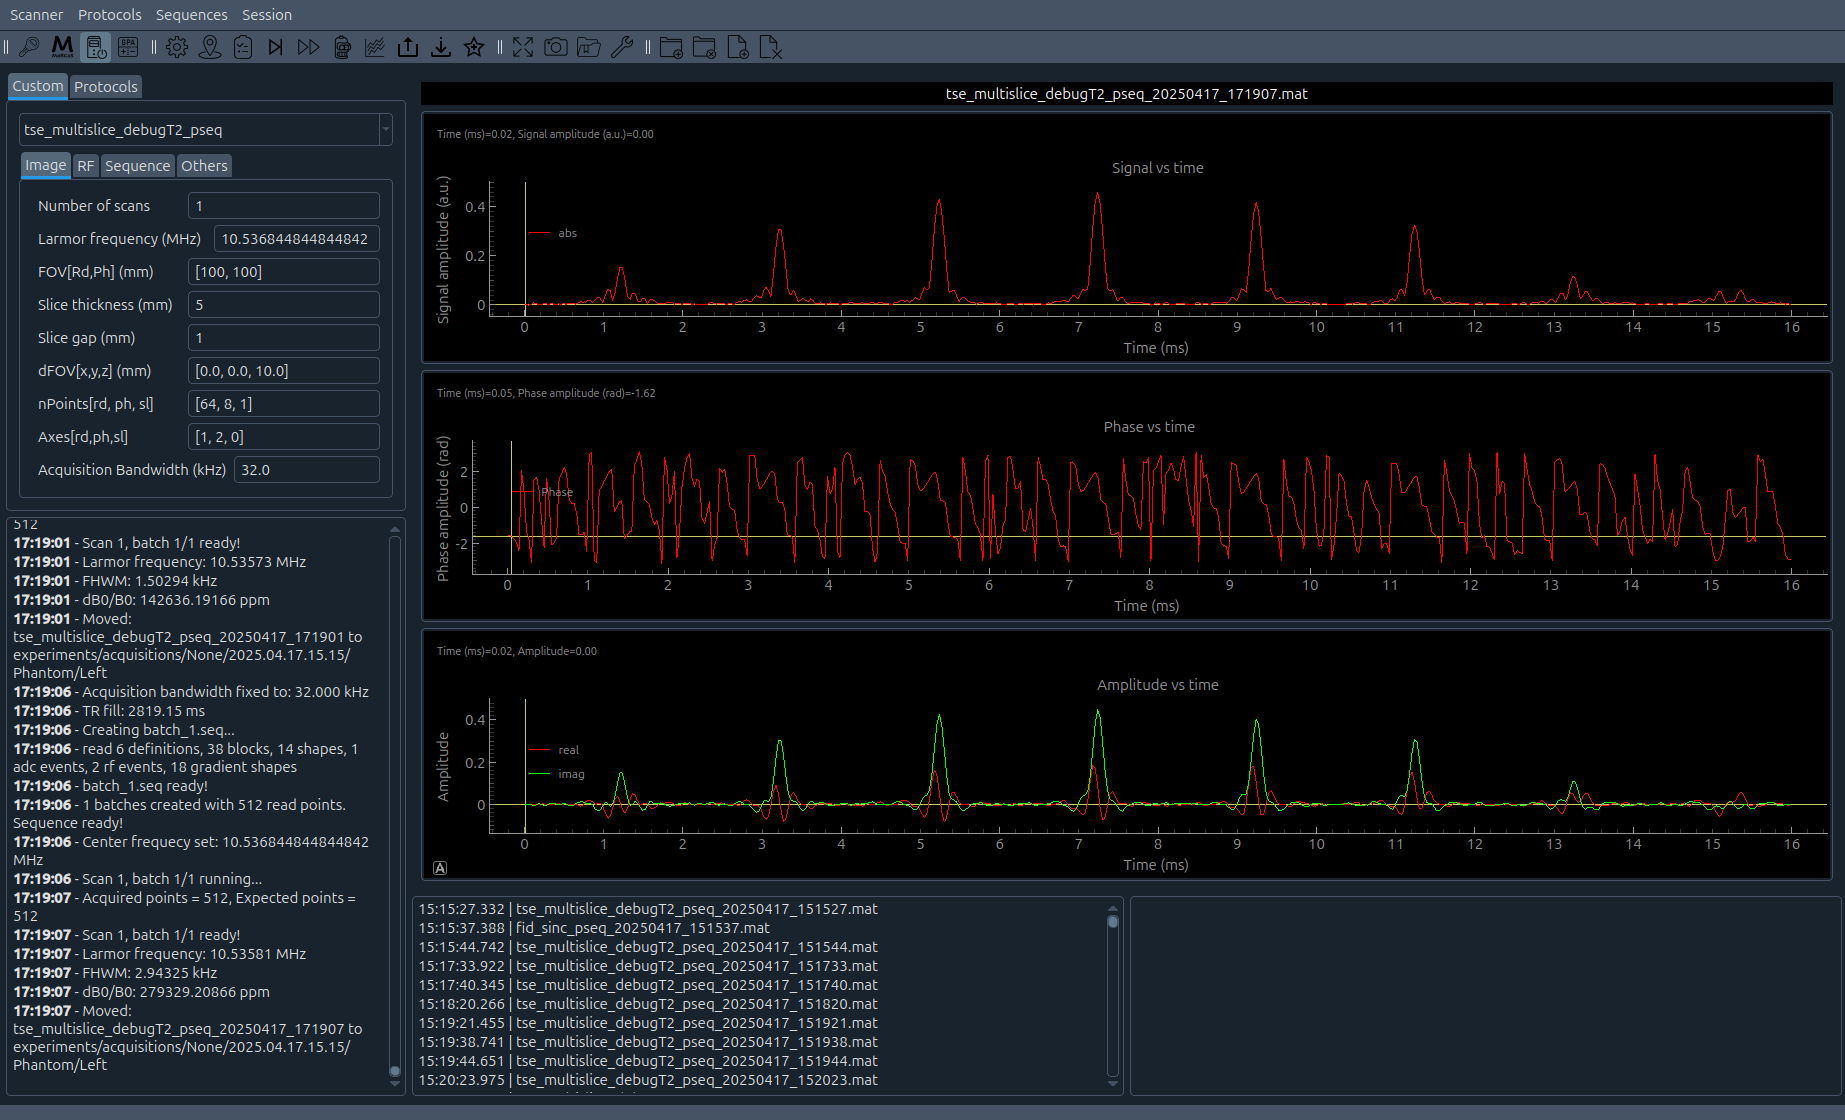 Scanner Protocols Sequences Session
Custom Protocols
tse_multislice_debugT2_pseq
Image RF Sequence Others
Number of scans 1
Larmor frequency (MHz) 10.536844844844842
FOV[Rd,Ph] (mm) [100, 100]
Slice thickness (mm) 5
Slice gap (mm) 1
dFOV[x,y,z] (mm) [0.0, 0.0, 10.0]
nPoints[rd, ph, sl] [64, 8, 1]
Axes[rd,ph,sl] [1, 2, 0]
Acquisition Bandwidth (kHz) 32.0
512
17:19:01 - Scan 1, batch 1/1 ready!
17:19:01 - Larmor frequency: 10.53573 MHz
17:19:01 - FHWM: 1.50294 kHz
17:19:01 - dB0/B0: 142636.19166 ppm
17:19:01 - Moved:
tse_multislice_debugT2_pseq_20250417_171901 to
experiments/acquisitions/None/2025.04.17.15.15/
Phantom/Left
17:19:06 - Acquisition bandwidth fixed to: 32.000 kHz
17:19:06 - TR fill: 2819.15 ms
17:19:06 - Creating batch_1.seq...
17:19:06 - read 6 definitions, 38 blocks, 14 shapes, 1
adc events, 2 rf events, 18 gradient shapes
17:19:06 - batch_1.seq ready!
17:19:06 - 1 batches created with 512 read points.
Sequence ready!
17:19:06 - Center frequecy set: 10.536844844844842
MHz
17:19:06 - Scan 1, batch 1/1 running...
17:19:07 - Acquired points = 512, Expected points =
512
17:19:07 - Scan 1, batch 1/1 ready!
17:19:07 - Larmor frequency: 10.53581 MHz
17:19:07 - FHWM: 2.94325 kHz
17:19:07 - dB0/B0: 279329.20866 ppm
17:19:07 - Moved:
tse_multislice_debugT2_pseq_20250417_171907 to
experiments/acquisitions/None/2025.04.17.15.15/
Phantom/Left
tse_multislice_debugT2_pseq_20250417_171907.mat
Time (ms)=0.02, Signal amplitude (a.u.)=0.00
Signal vs time
Signal amplitude (a.u.)
0.4
0.2
0
abs
0 1 2 3 4 5 6 7 8 9 10 11 12 13 14 15 16
Time (ms)
Time (ms)=0.05, Phase amplitude (rad)=-1.62
Phase vs time
Phase amplitude (rad)
2
0
-2
Phase
0 1 2 3 4 5 6 7 8 9 10 11 12 13 14 15 16
Time (ms)
Time (ms)=0.02, Amplitude=0.00
Amplitude vs time
Amplitude
0.4
0.2
0
real
imag
0 1 2 3 4 5 6 7 8 9 10 11 12 13 14 15 16
Time (ms)
A
15:15:27.332 | tse_multislice_debugT2_pseq_20250417_151527.mat
15:15:37.388 | fid_sinc_pseq_20250417_151537.mat
15:15:44.742 | tse_multislice_debugT2_pseq_20250417_151544.mat
15:17:33.922 | tse_multislice_debugT2_pseq_20250417_151733.mat
15:17:40.345 | tse_multislice_debugT2_pseq_20250417_151740.mat
15:18:20.266 | tse_multislice_debugT2_pseq_20250417_151820.mat
15:19:21.455 | tse_multislice_debugT2_pseq_20250417_151921.mat
15:19:38.741 | tse_multislice_debugT2_pseq_20250417_151938.mat
15:19:44.651 | tse_multislice_debugT2_pseq_20250417_151944.mat
15:20:23.975 | tse_multislice_debugT2_pseq_20250417_152023.mat